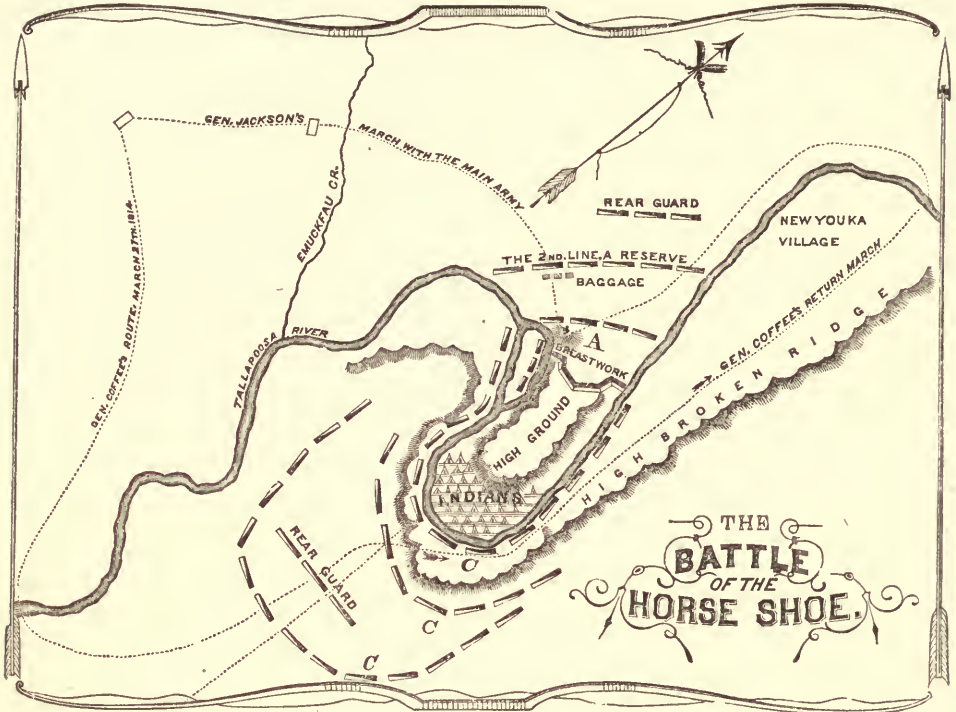 GEN. JACKSON'S
MARCH WITH THE MAIN ARMY
GEN. COFFEE'S ROUTE, MARCH 27TH. 1814.
EMUCKFAU CR.
TALLAPOOSA RIVER
REAR GUARD
THE 2ND. LINE, A RESERVE
BAGGAGE
NEW YOUKA
VILLAGE
A
BREASTWORK
HIGH GROUND
INDIANS
GEN. COFFEE'S RETURN MARCH
HIGH BROKEN RIDGE
REAR GUARD
C
C
C
THE
BATTLE
OF THE
HORSE SHOE.